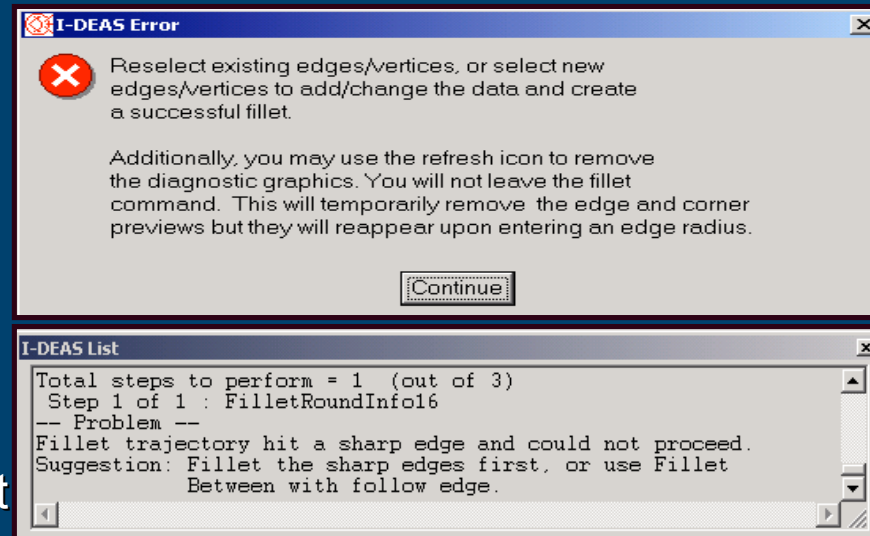 I-DEAS Error
Reselect existing edges/vertices, or select new
edges/vertices to add/change the data and create
a successful fillet.
Additionally, you may use the refresh icon to remove
the diagnostic graphics. You will not leave the fillet
command. This will temporarily remove the edge and corner
previews but they will reappear upon entering an edge radius.
Continue
I-DEAS List
Total steps to perform = 1 (out of 3)
Step 1 of 1 : FilletRoundInfo16
-- Problem --
Fillet trajectory hit a sharp edge and could not proceed.
Suggestion: Fillet the sharp edges first, or use Fillet
Between with follow edge.